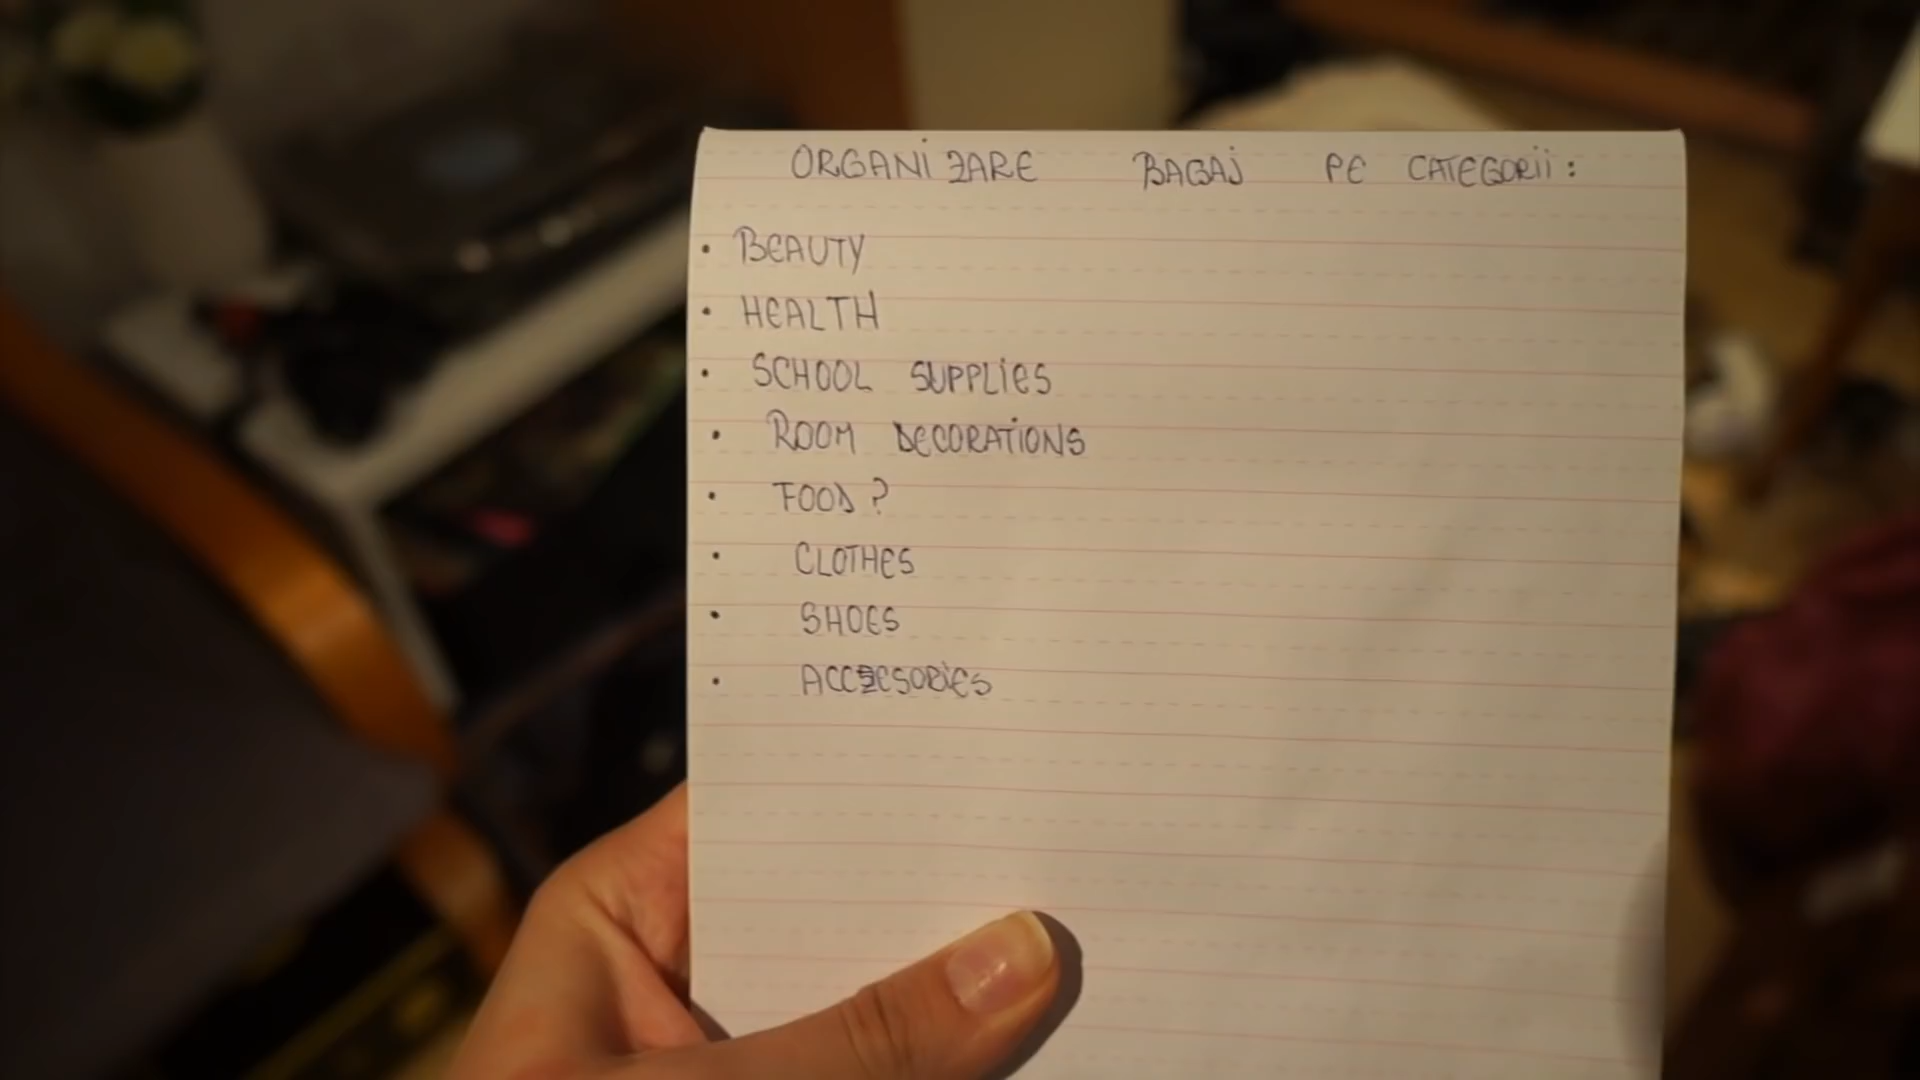 ORGANIZARE BAGAJ PE CATEGORII:
• BEAUTY
• HEALTH
• SCHOOL SUPPLIES
• ROOM DECORATIONS
• FOOD?
• CLOTHES
• SHOES
• ACCESORIES